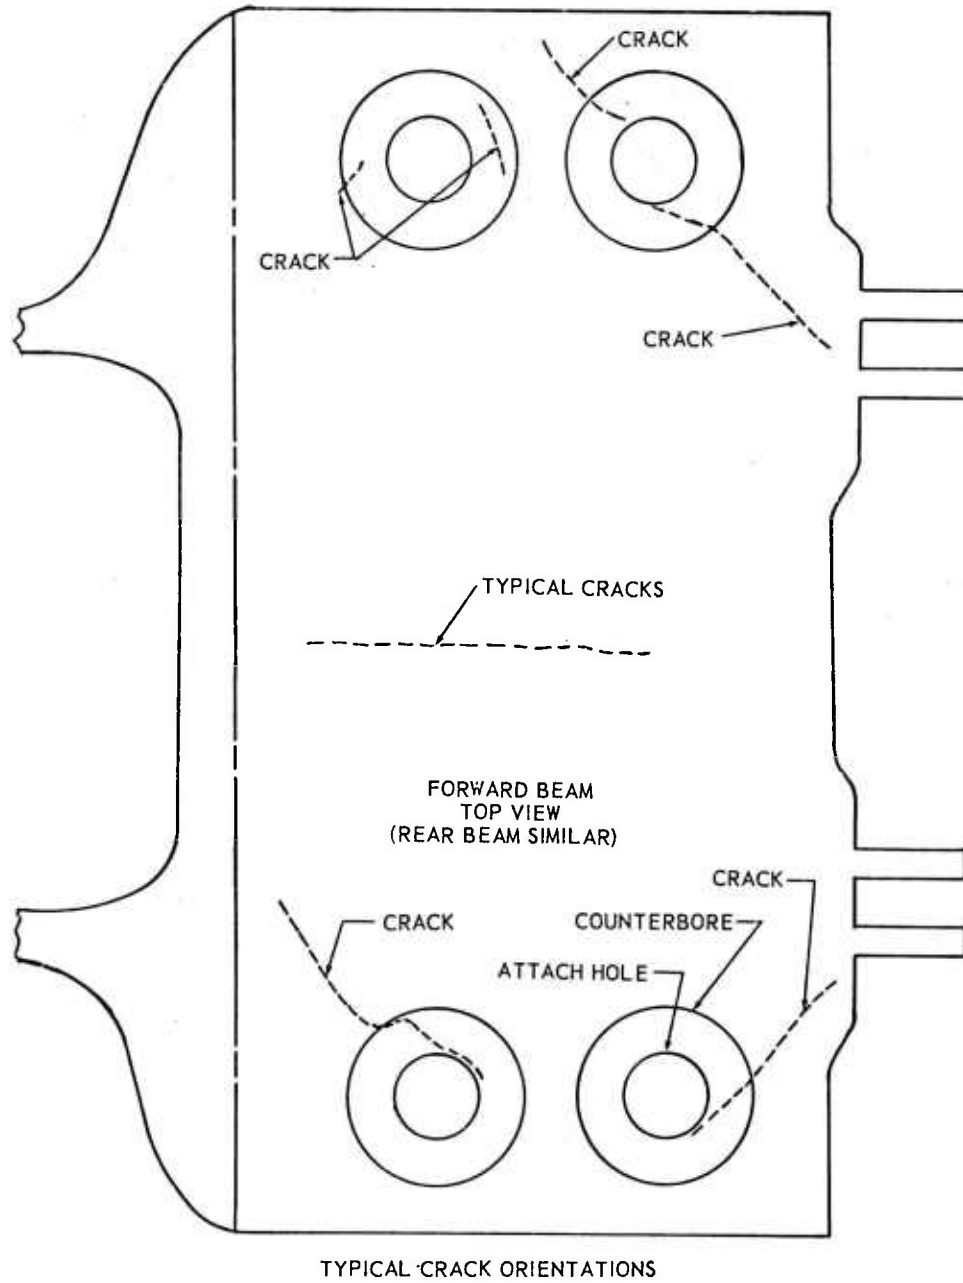 CRACK
CRACK
CRACK
TYPICAL CRACKS
FORWARD BEAM
TOP VIEW
(REAR BEAM SIMILAR)
CRACK
CRACK
COUNTERBORE
ATTACH HOLE
TYPICAL CRACK ORIENTATIONS